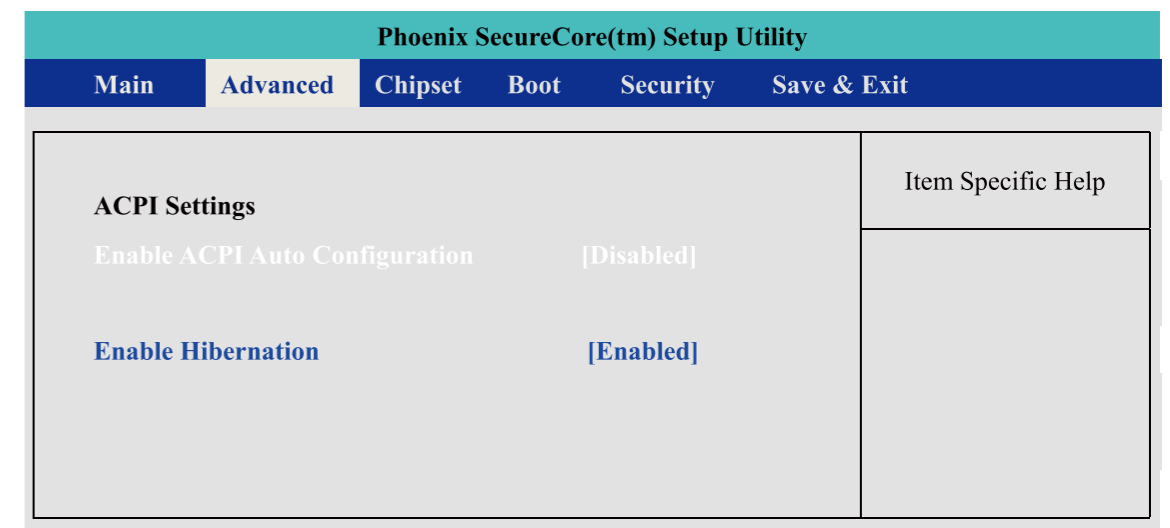 Phoenix SecureCore(tm) Setup Utility
Main Advanced Chipset Boot Security Save & Exit
Item Specific Help
ACPI Settings
Enable ACPI Auto Configuration [Disabled]
Enable Hibernation [Enabled]